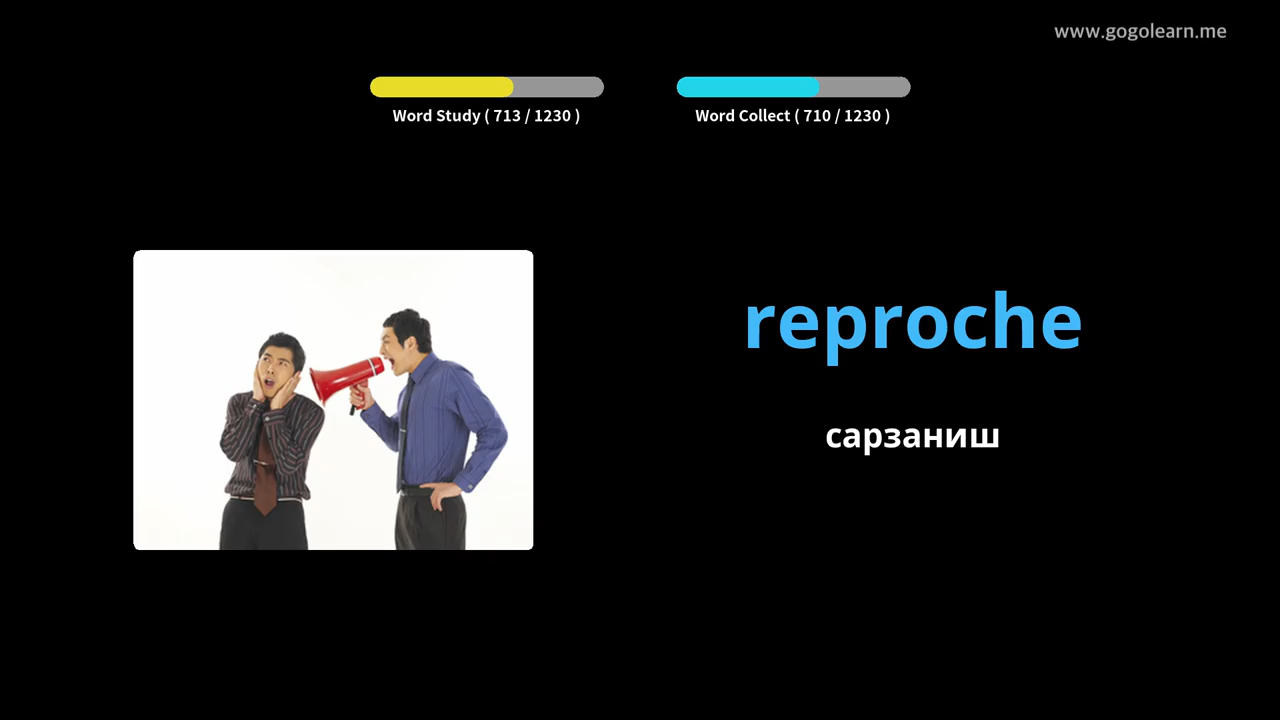 www.gogolearn.me
Word Study ( 713 / 1230 )
Word Collect ( 710 / 1230 )
reproche
сарзаниш